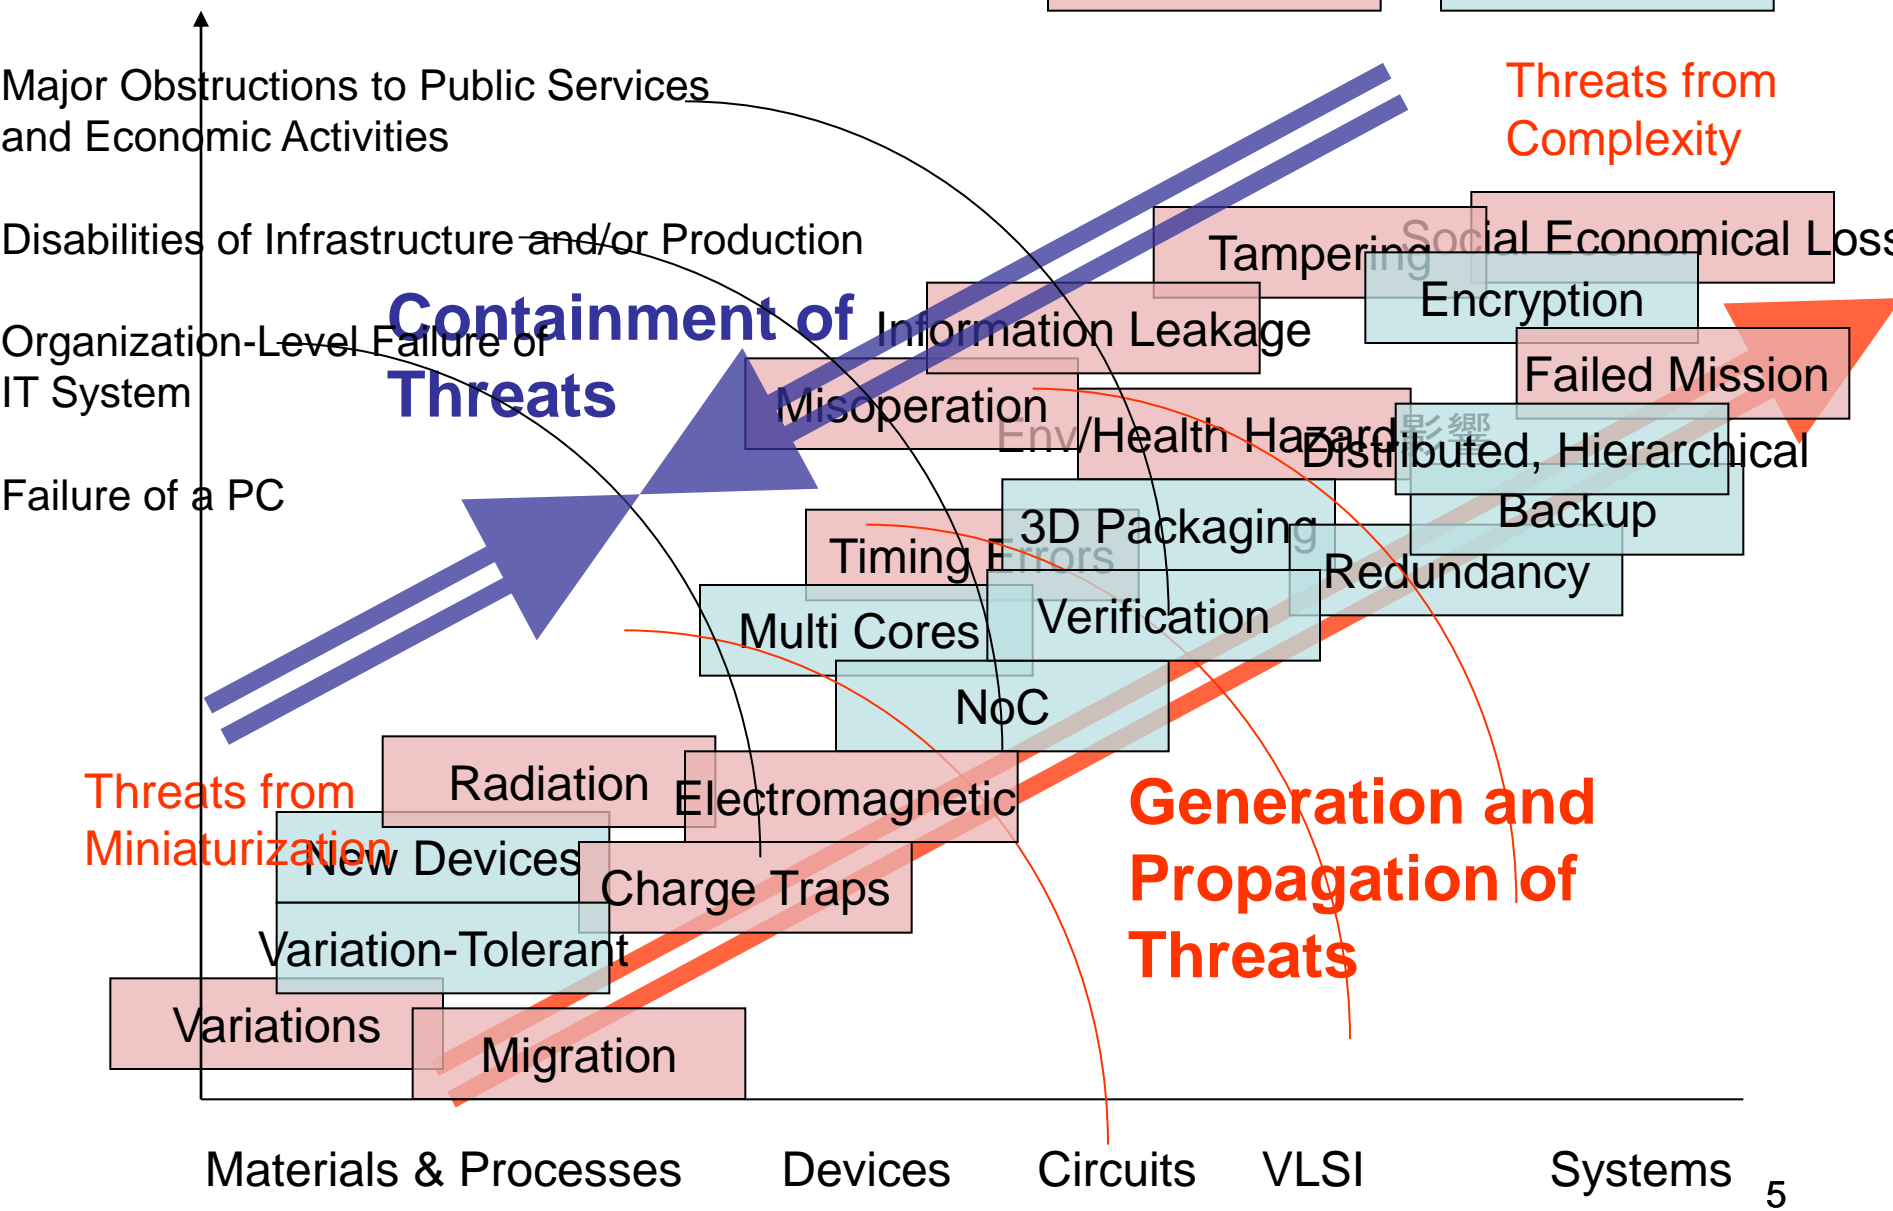 Major Obstructions to Public Services
and Economic Activities
Threats from
Complexity
Disabilities of Infrastructure and/or Production
Tampering
Social Economical Loss
Encryption
Containment of
Threats
Information Leakage
Organization-Level Failure of
IT System
Failed Mission
Misoperation
Env/Health Hazard
影響
Distributed, Hierarchical
Failure of a PC
Backup
3D Packaging
Timing Errors
Redundancy
Multi Cores
Verification
NoC
Radiation
Electromagnetic
Threats from
Miniaturization
New Devices
Charge Traps
Generation and
Propagation of
Threats
Variation-Tolerant
Variations
Migration
Materials & Processes
Devices
Circuits
VLSI
Systems
5